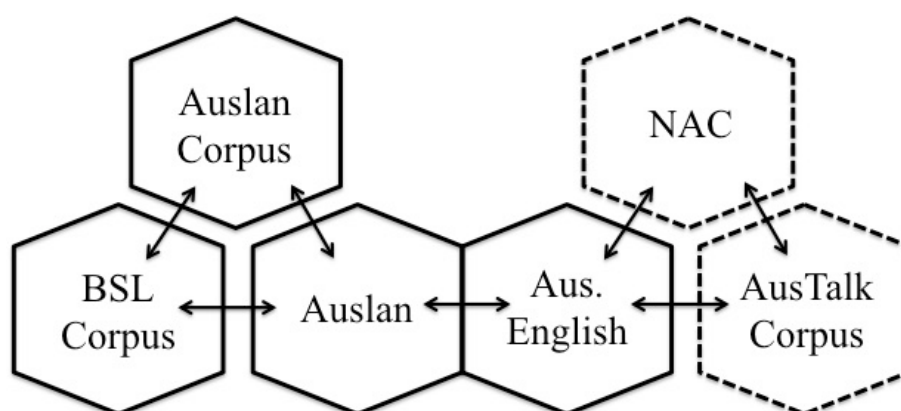 Auslan
Corpus
NAC
BSL
Corpus
Auslan
Aus.
English
AusTalk
Corpus